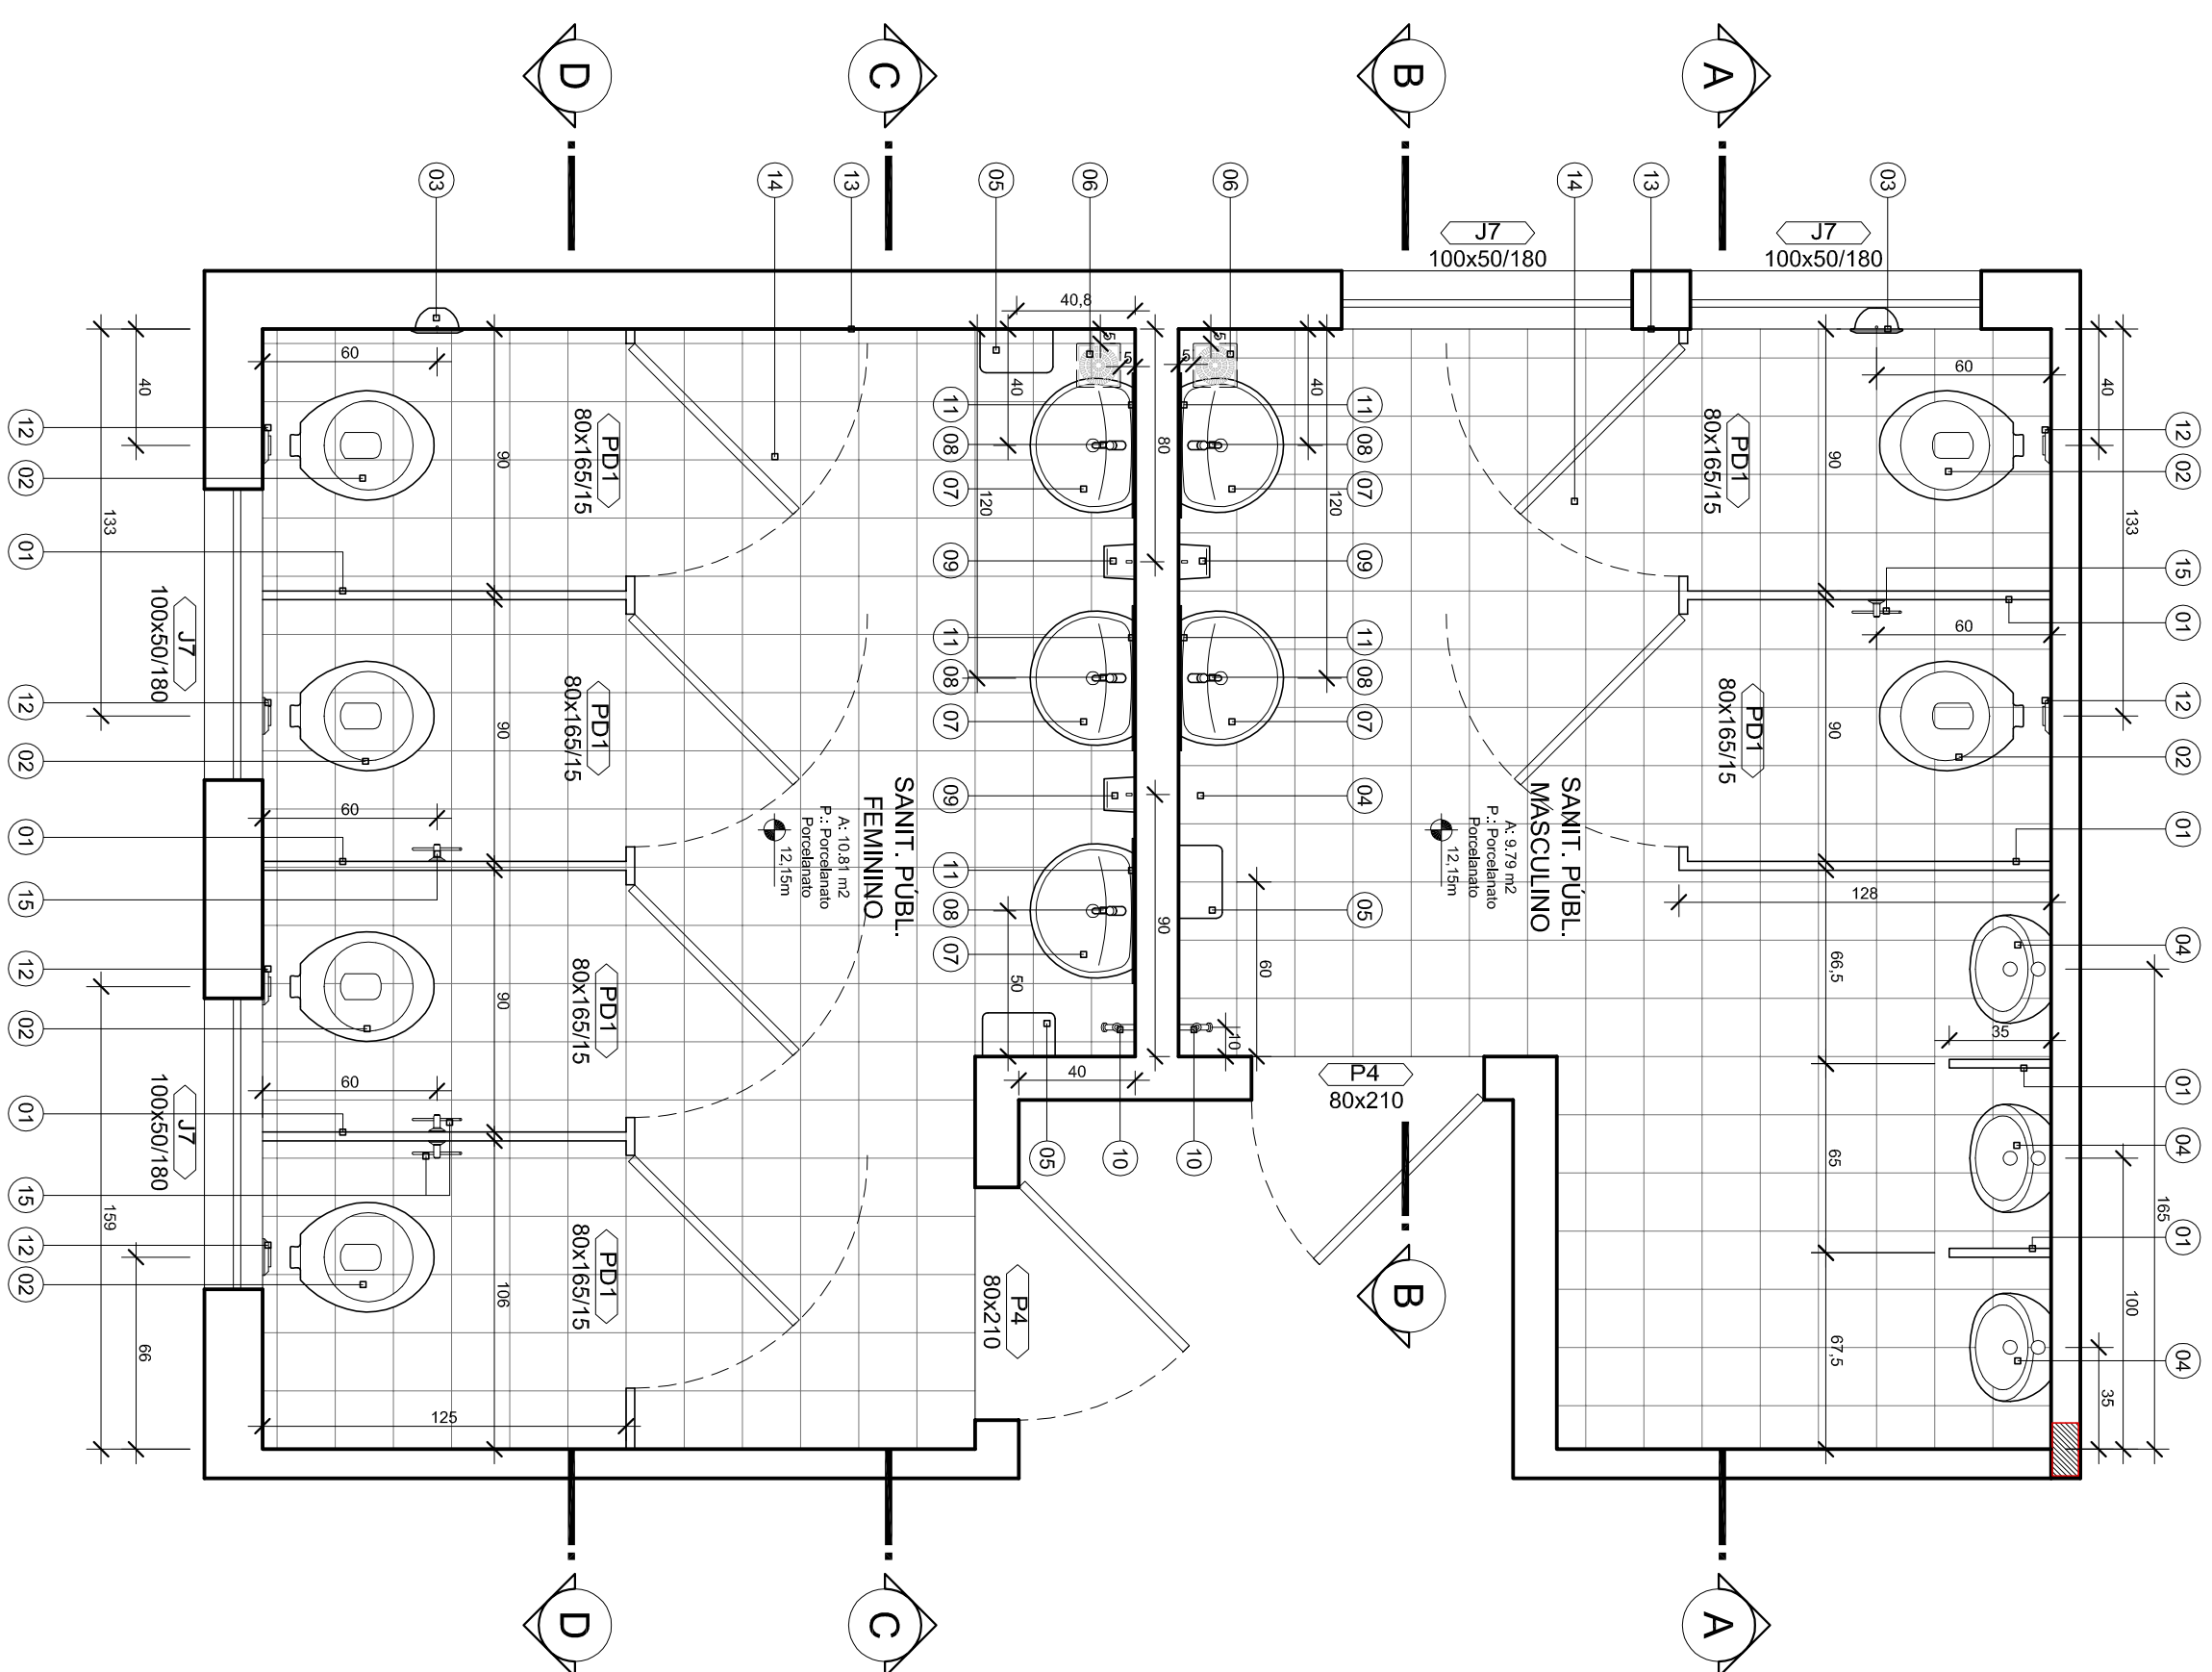 D
C
B
A
03
14
13
05
06
06
14
13
03
J7
100x50/180
J7
100x50/180
40,8
5
5
5
5
60
40
133
12
02
01
90
PD1
80x165/15
40
120
11
08
07
80
40
120
11
08
07
90
PD1
80x165/15
60
40
133
12
02
15
01
J7
100x50/180
12
02
90
PD1
80x165/15
09
11
08
07
09
11
08
07
90
PD1
80x165/15
60
12
02
01
60
01
15
SANIT. PÚBL.
FEMININO
A: 10.81 m2
P.: Porcelanato
Porcelanato
12,15m
09
11
08
07
04
05
SANIT. PÚBL.
MASCULINO
A: 9.79 m2
P.: Porcelanato
Porcelanato
12,15m
128
66,5
04
12
02
90
PD1
80x165/15
50
90
60
10
35
01
60
J7
100x50/180
01
15
40
05
10
10
P4
80x210
65
04
165
01
159
12
02
66
106
PD1
80x165/15
P4
80x210
B
67,5
100
35
04
125
D
C
A